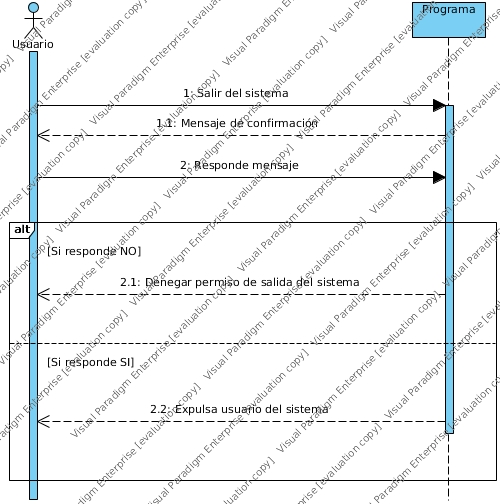 Programa
Usuario
1: Salir del sistema
1.1: Mensaje de confirmación
2: Responde mensaje
alt
[Si responde NO]
2.1: Denegar permiso de salida del sistema
[Si responde SI]
2.2: Expulsa usuario del sistema
Visual Paradigm Enterprise [evaluation copy]